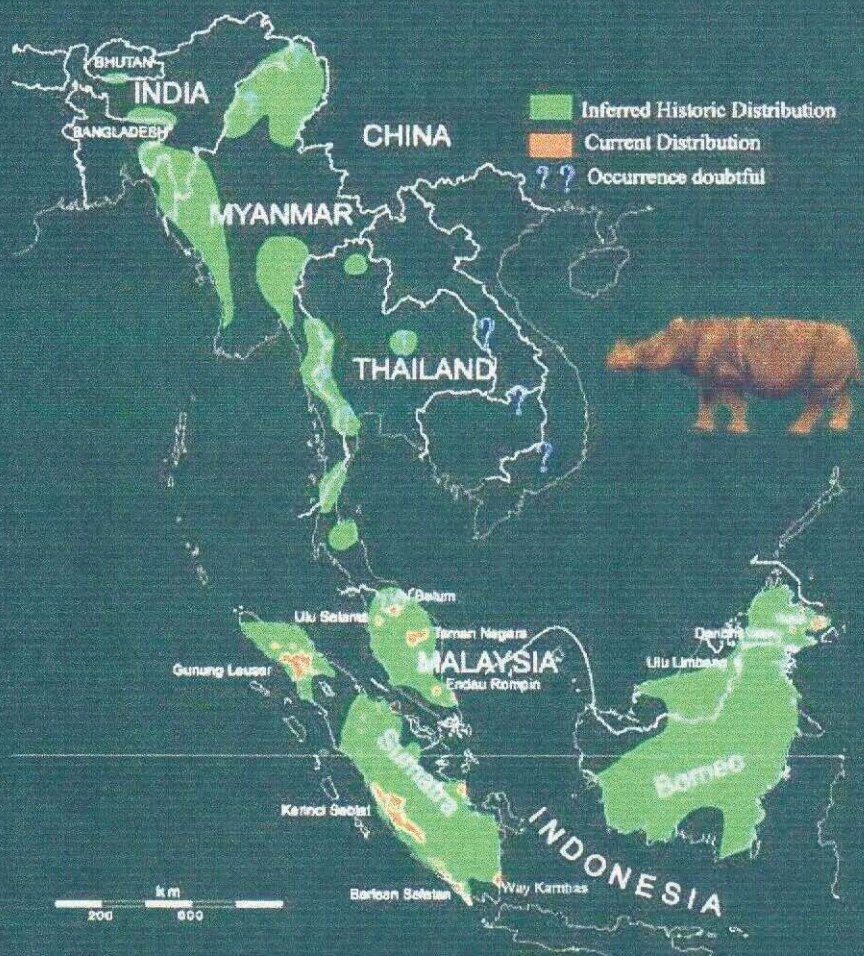 BHUTAN
INDIA
BANGLADESH
CHINA
Inferred Historic Distribution
Current Distribution
? ? Occurrence doubtful
MYANMAR
?
THAILAND
?
?
Belum
Ulu Selama
Taman Negara
MALAYSIA
Ulu Limbang
Gunung Leuser
Endau Rompin
Sumatra
Borneo
Kerinci Seblat
INDONESIA
Barisan Selatan
Way Kambas
km
200
600